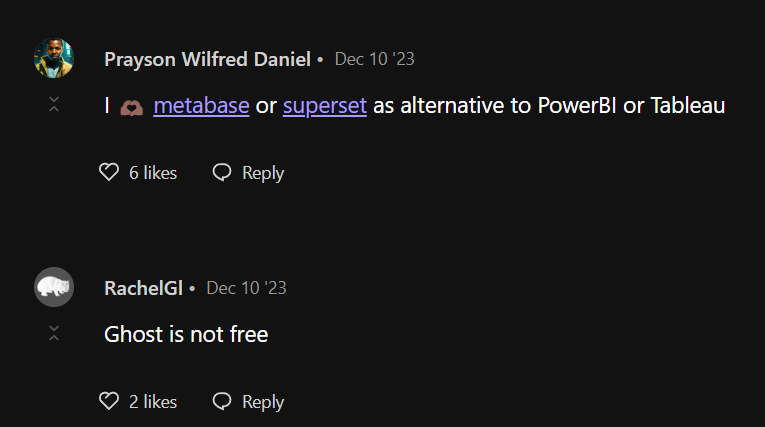 Prayson Wilfred Daniel • Dec 10 '23
I 🫶🏾 metabase or superset as alternative to PowerBI or Tableau
6 likes Reply
RachelGl • Dec 10 '23
Ghost is not free
2 likes Reply